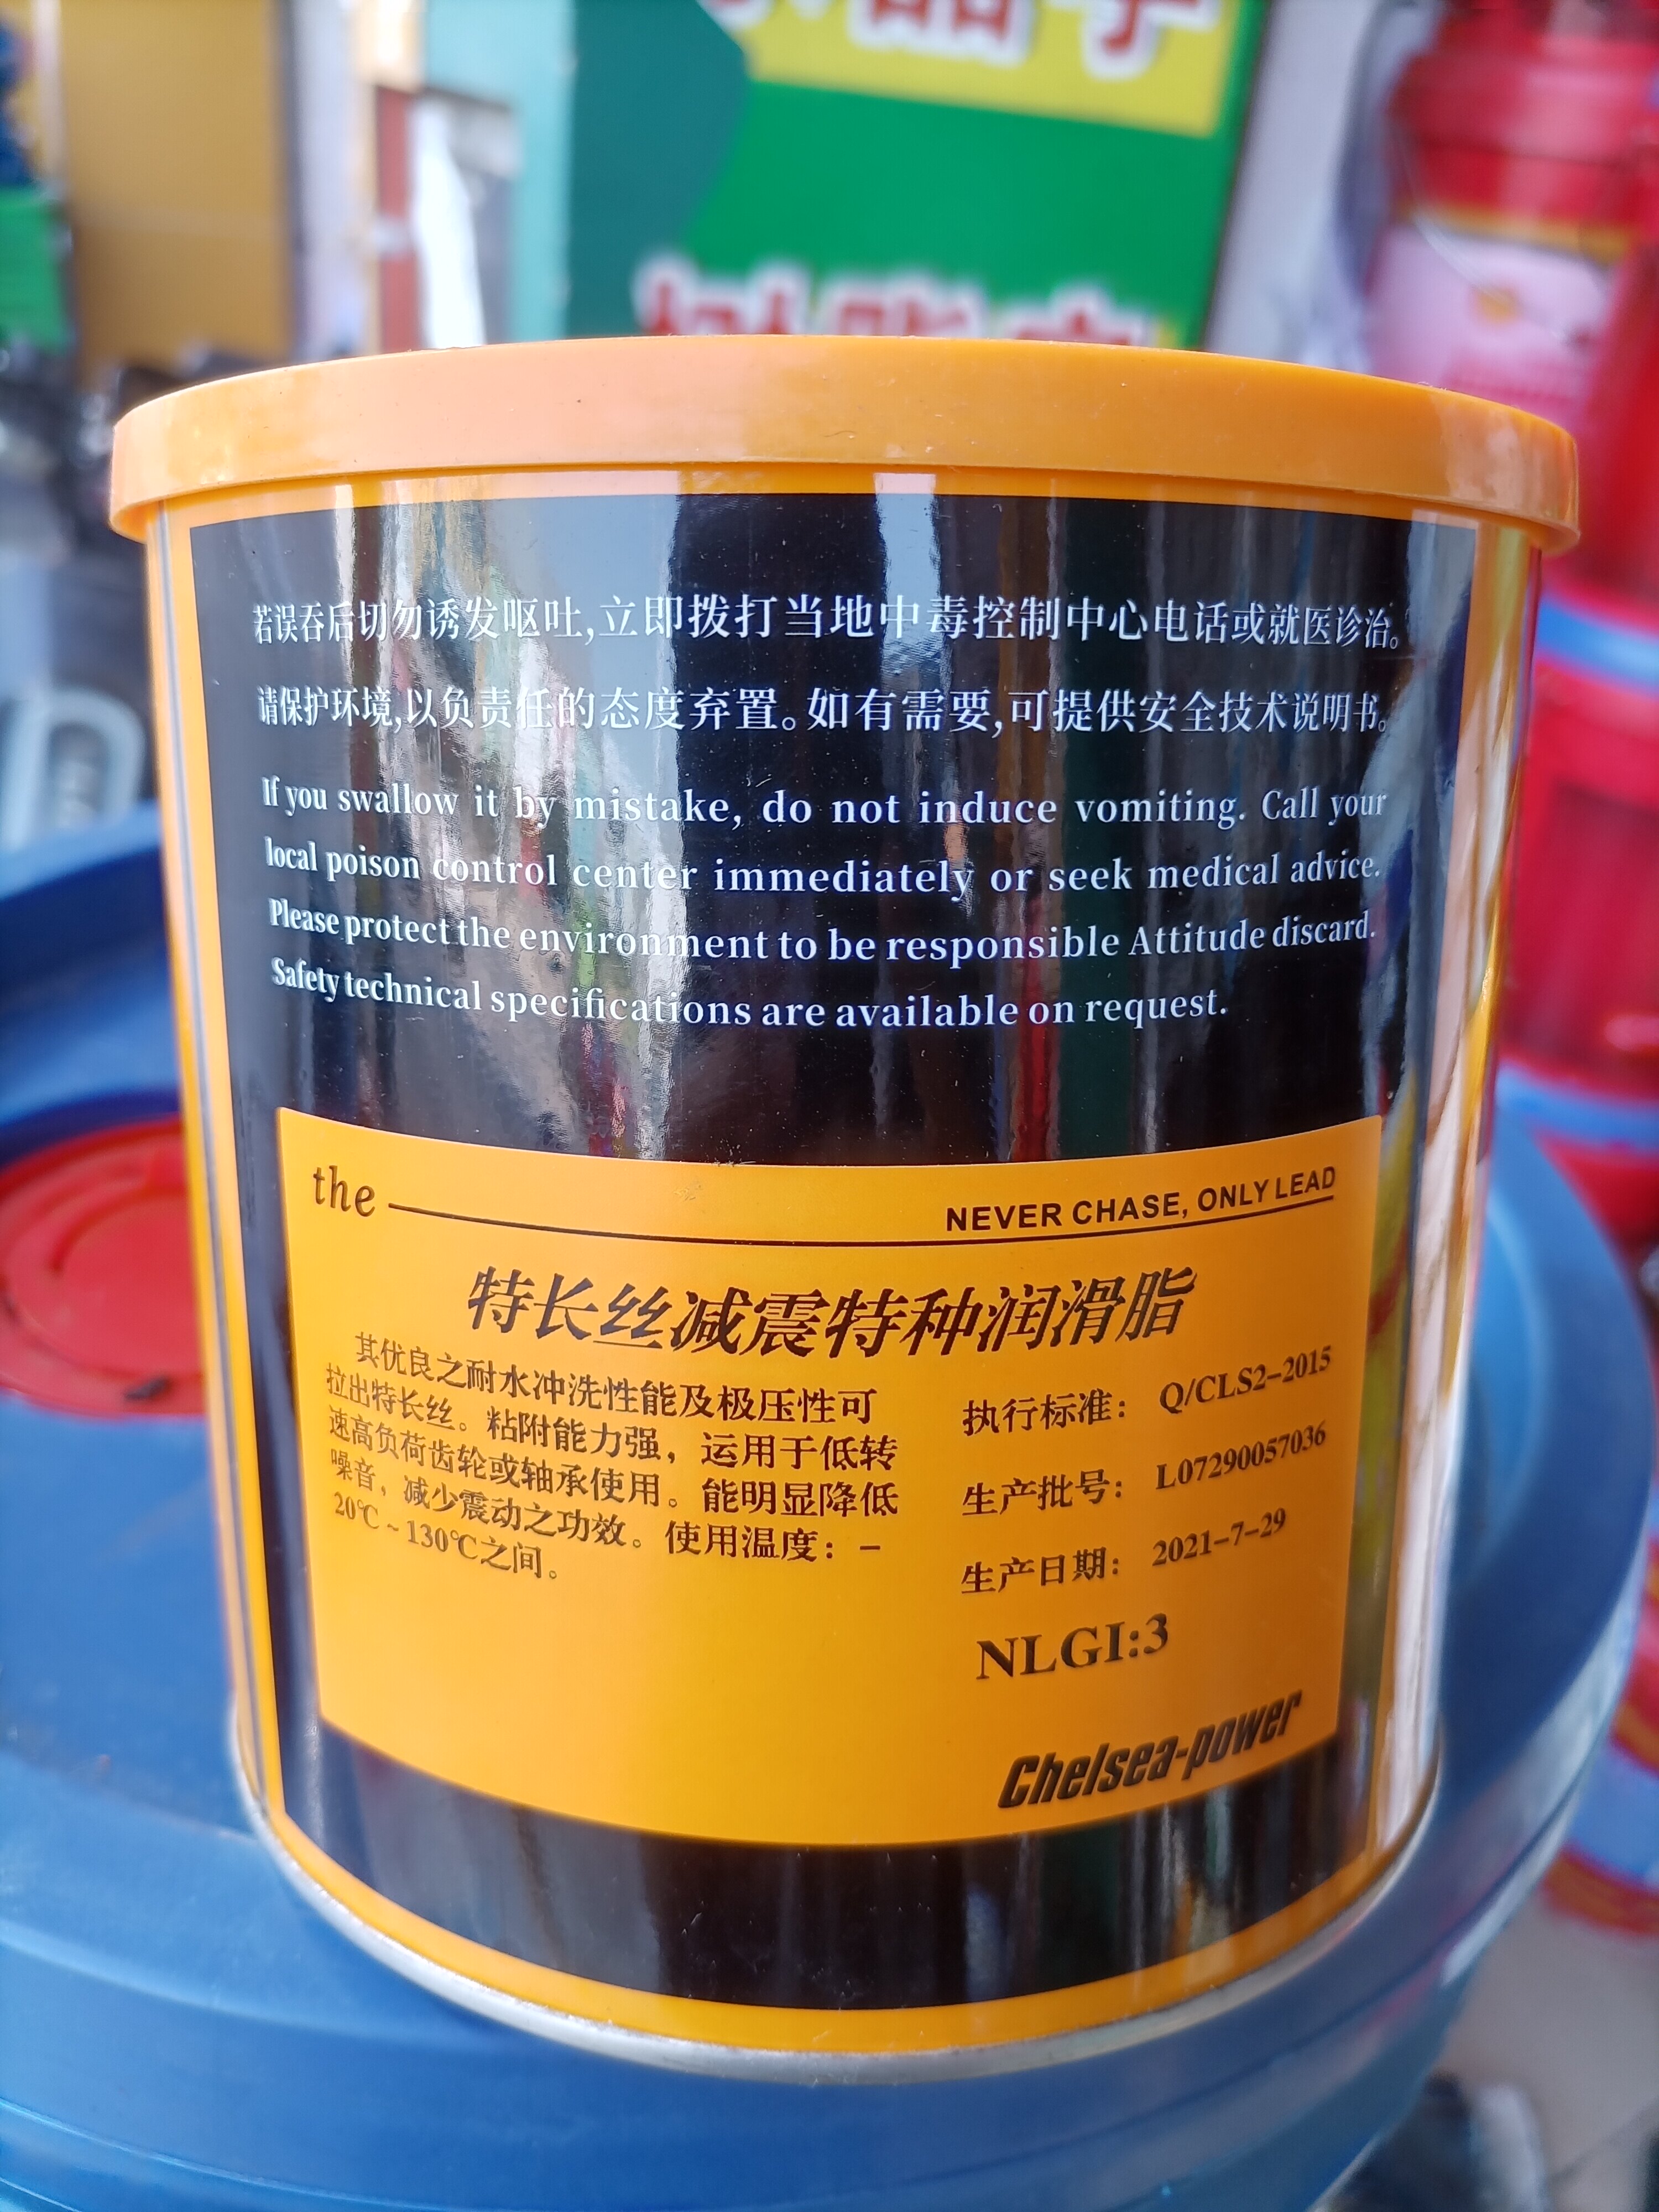 若误吞后切勿诱发呕吐,立即拨打当地中毒控制中心电话或就医诊治。
请保护环境,以负责任的态度弃置。如有需要,可提供安全技术说明书。
If you swallow it by mistake, do not induce vomiting. Call your
local poison control center immediately or seek medical advice.
Please protect the environment to be responsible Attitude discard.
Safety technical specifications are available on request.
the
NEVER CHASE, ONLY LEAD
特长丝减震特种润滑脂
其优良之耐水冲洗性能及极压性可
拉出特长丝。粘附能力强，运用于低转
速高负荷齿轮或轴承使用。能明显降低
噪音，减少震动之功效。使用温度：-
20℃~130℃之间。
执行标准： Q/CLS2-2015
生产批号： L07290057036
生产日期： 2021-7-29
NLGI:3
Chelsea-power